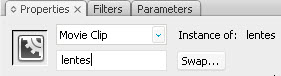 Properties Filters Parameters
Movie Clip Instance of: lentes
lentes Swap...